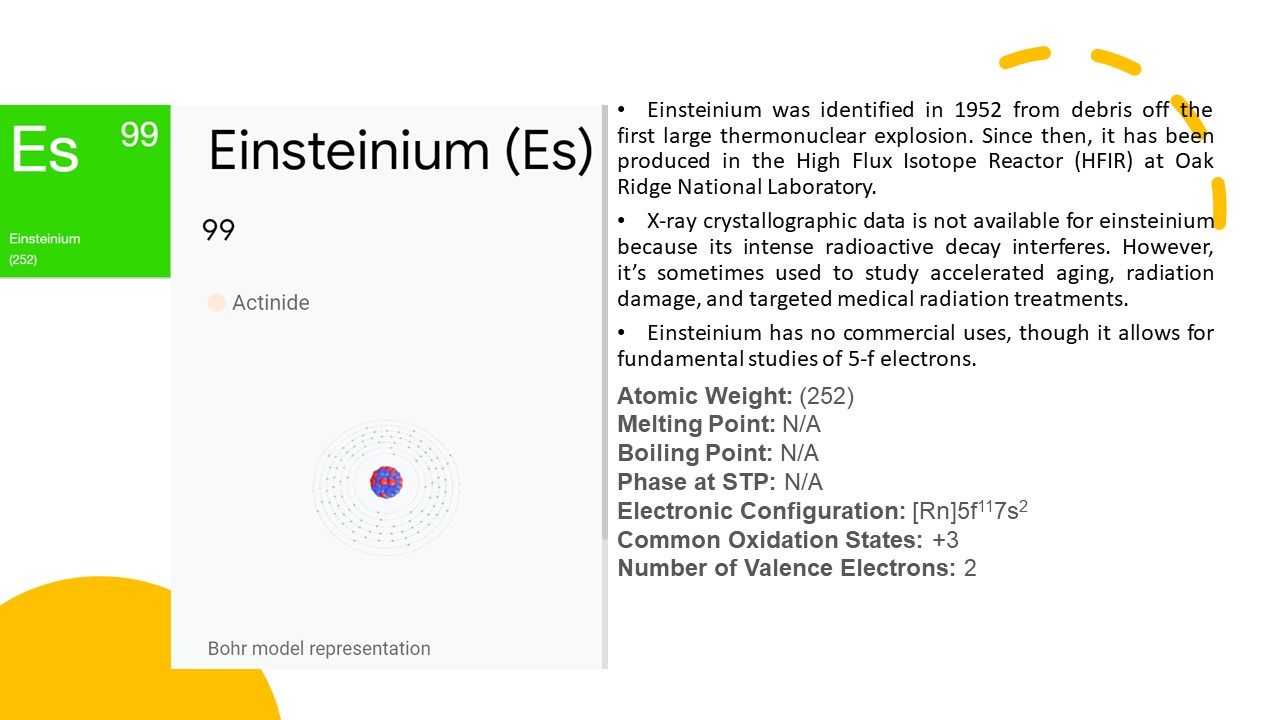 Es 99
Einsteinium
(252)
Einsteinium (Es)
99
Actinide
Bohr model representation
• Einsteinium was identified in 1952 from debris off the
first large thermonuclear explosion. Since then, it has been
produced in the High Flux Isotope Reactor (HFIR) at Oak
Ridge National Laboratory.
• X-ray crystallographic data is not available for einsteinium
because its intense radioactive decay interferes. However,
it’s sometimes used to study accelerated aging, radiation
damage, and targeted medical radiation treatments.
• Einsteinium has no commercial uses, though it allows for
fundamental studies of 5-f electrons.
Atomic Weight: (252)
Melting Point: N/A
Boiling Point: N/A
Phase at STP: N/A
Electronic Configuration: [Rn]5f¹¹7s²
Common Oxidation States: +3
Number of Valence Electrons: 2